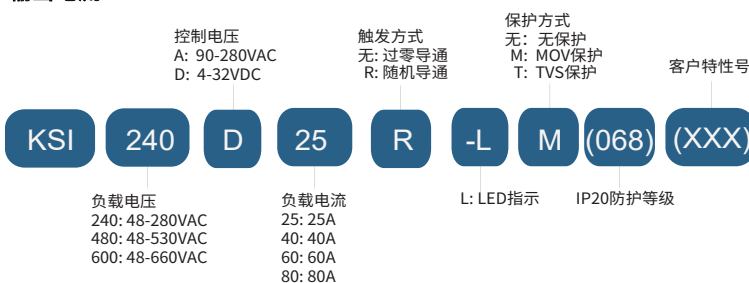 控制电压
A: 90-280VAC
D: 4-32VDC
触发方式
无: 过零导通
R: 随机导通
保护方式
无: 无保护
M: MOV保护
T: TVS保护
客户特性号
KSI 240 D 25 R -L M (068) (XXX)
负载电压
240: 48-280VAC
480: 48-530VAC
600: 48-660VAC
负载电流
25: 25A
40: 40A
60: 60A
80: 80A
L: LED指示
IP20防护等级